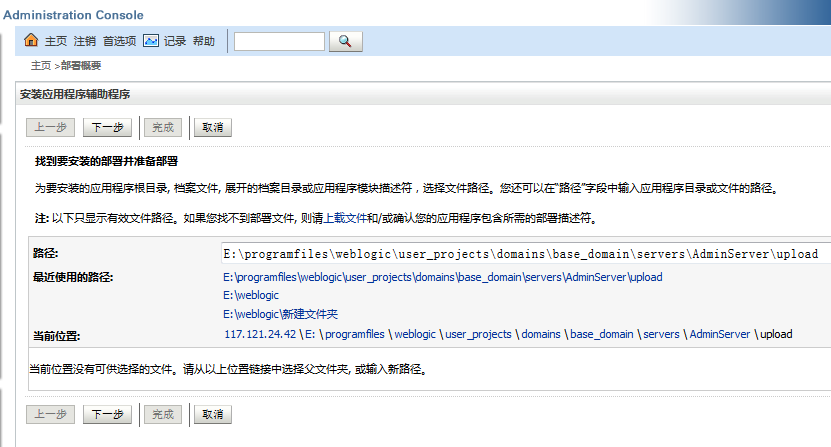 Administration Console
主页 注销 首选项 记录 帮助
主页 >部署概要
安装应用程序辅助程序
上一步 下一步 完成 取消
找到要安装的部署并准备部署
为要安装的应用程序根目录, 档案文件, 展开的档案目录或应用程序模块描述符，选择文件路径。您还可以在"路径"字段中输入应用程序目录或文件的路径。
注: 以下只显示有效文件路径。如果您找不到部署文件, 则请上载文件和/或确认您的应用程序包含所需的部署描述符。
路径: E:\programfiles\weblogic\user_projects\domains\base_domain\servers\AdminServer\upload
最近使用的路径: E:\programfiles\weblogic\user_projects\domains\base_domain\servers\AdminServer\upload
E:\weblogic
E:\weblogic\新建文件夹
当前位置: 117.121.24.42 \ E: \ programfiles \ weblogic \ user_projects \ domains \ base_domain \ servers \ AdminServer \ upload
当前位置没有可供选择的文件。请从以上位置链接中选择父文件夹, 或输入新路径。
上一步 下一步 完成 取消